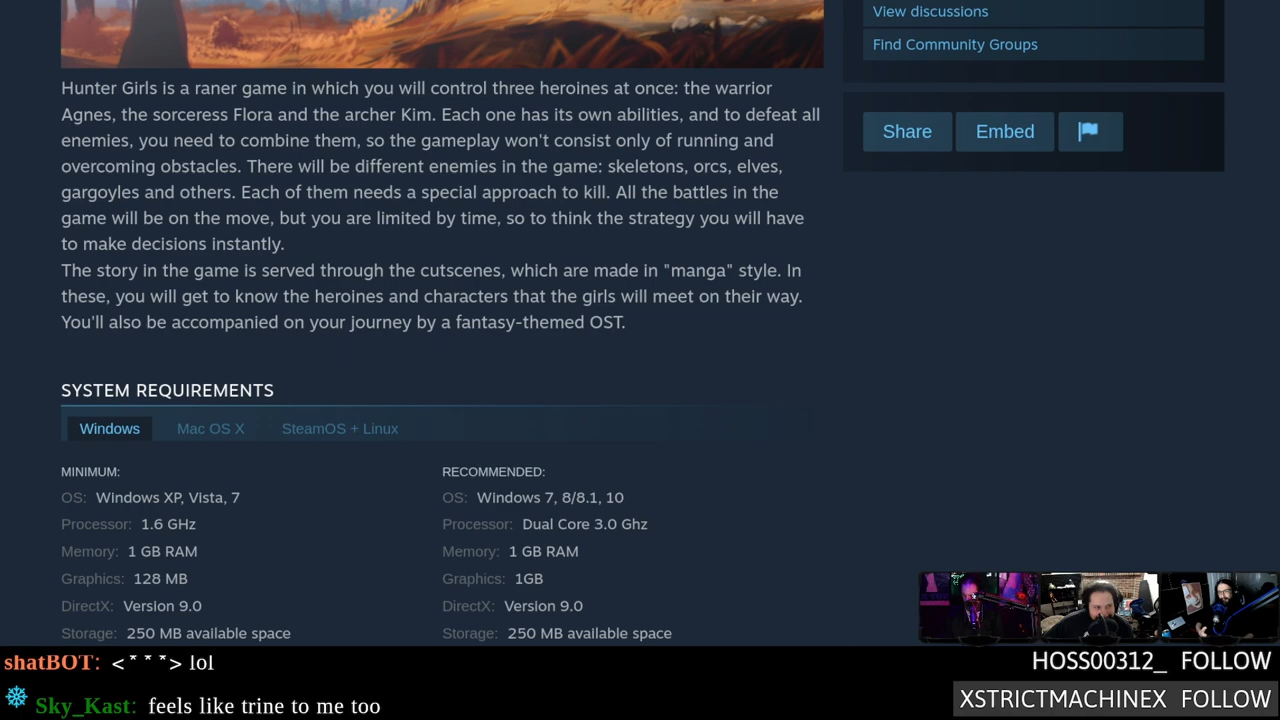 View discussions
Find Community Groups
Share Embed
Hunter Girls is a raner game in which you will control three heroines at once: the warrior
Agnes, the sorceress Flora and the archer Kim. Each one has its own abilities, and to defeat all
enemies, you need to combine them, so the gameplay won't consist only of running and
overcoming obstacles. There will be different enemies in the game: skeletons, orcs, elves,
gargoyles and others. Each of them needs a special approach to kill. All the battles in the
game will be on the move, but you are limited by time, so to think the strategy you will have
to make decisions instantly.
The story in the game is served through the cutscenes, which are made in "manga" style. In
these, you will get to know the heroines and characters that the girls will meet on their way.
You'll also be accompanied on your journey by a fantasy-themed OST.
SYSTEM REQUIREMENTS
Windows Mac OS X SteamOS + Linux
MINIMUM:
OS: Windows XP, Vista, 7
Processor: 1.6 GHz
Memory: 1 GB RAM
Graphics: 128 MB
DirectX: Version 9.0
Storage: 250 MB available space
RECOMMENDED:
OS: Windows 7, 8/8.1, 10
Processor: Dual Core 3.0 Ghz
Memory: 1 GB RAM
Graphics: 1GB
DirectX: Version 9.0
Storage: 250 MB available space
shatBOT: <˟˟˟> lol
Sky_Kast: feels like trine to me too
HOSS00312_ FOLLOW
XSTRICTMACHINEX FOLLOW